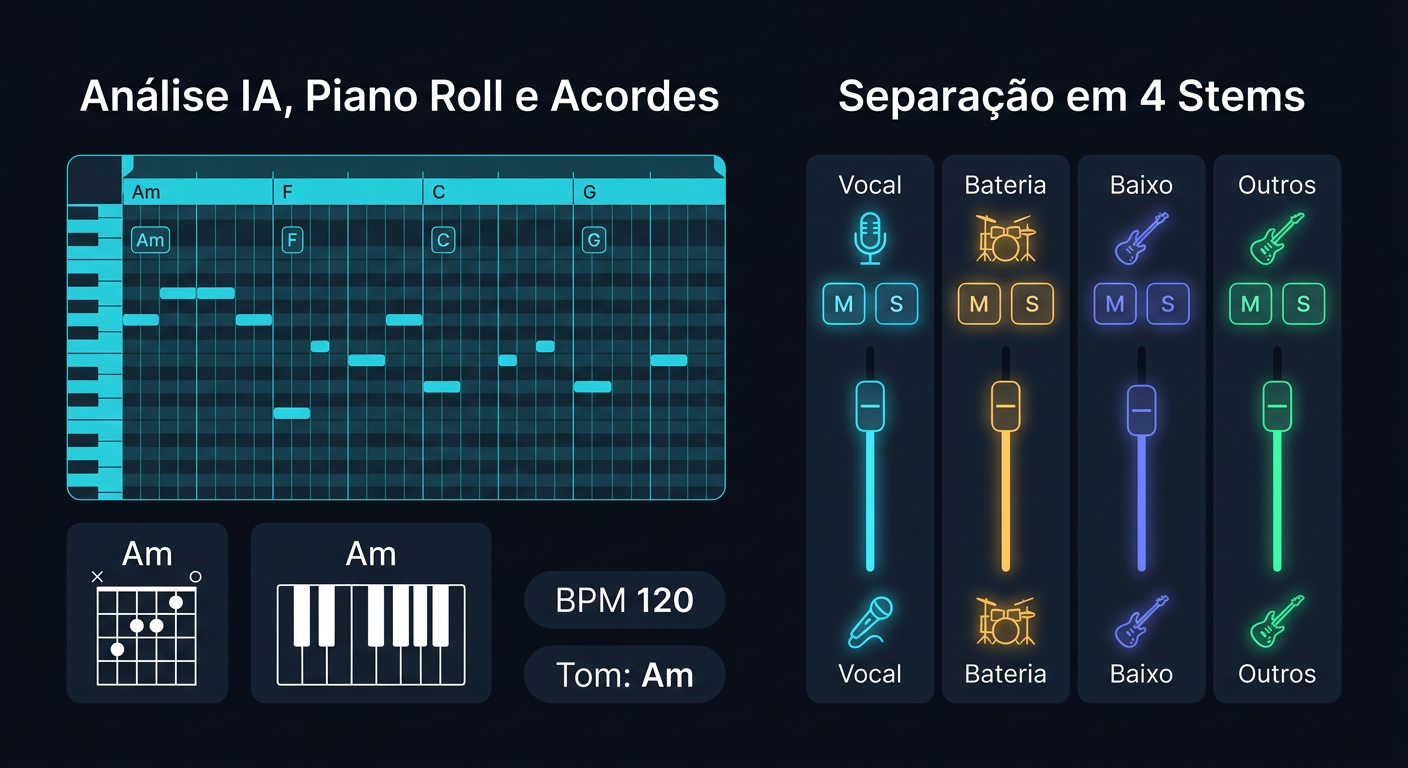 Análise IA, Piano Roll e Acordes
Am F C G
Am F C G
Am
× ○
Am
BPM 120
Tom: Am
Separação em 4 Stems
Vocal Bateria Baixo Outros
M S M S M S M S
Vocal Bateria Baixo Outros